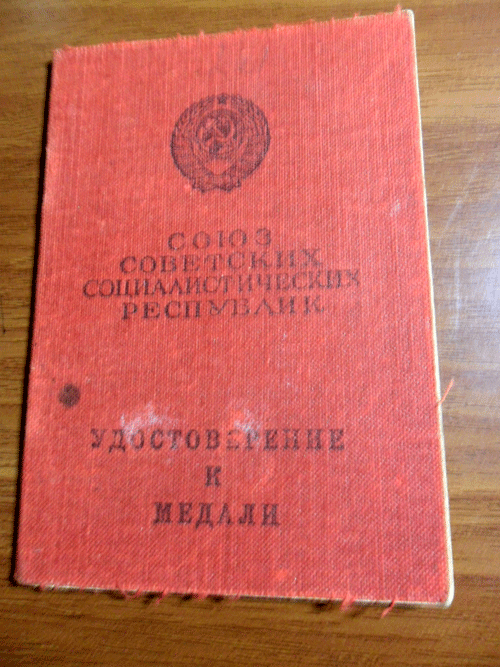 СОЮЗ
СОВЕТСКИХ
СОЦИАЛИСТИЧЕСКИХ
РЕСПУБЛИК
УДОСТОВЕРЕНИЕ
К
МЕДАЛИ